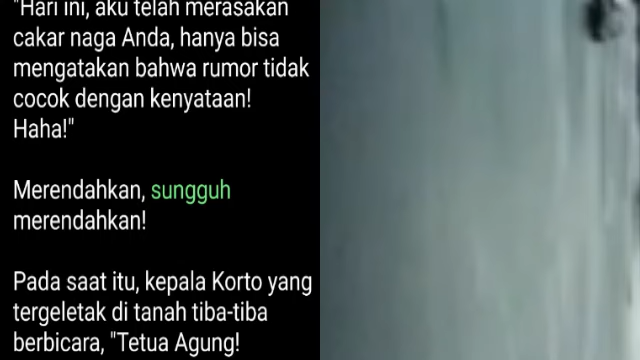 "Hari ini, aku telah merasakan
cakar naga Anda, hanya bisa
mengatakan bahwa rumor tidak
cocok dengan kenyataan!
Haha!"
Merendahkan, sungguh
merendahkan!
Pada saat itu, kepala Korto yang
tergeletak di tanah tiba-tiba
berbicara, "Tetua Agung!